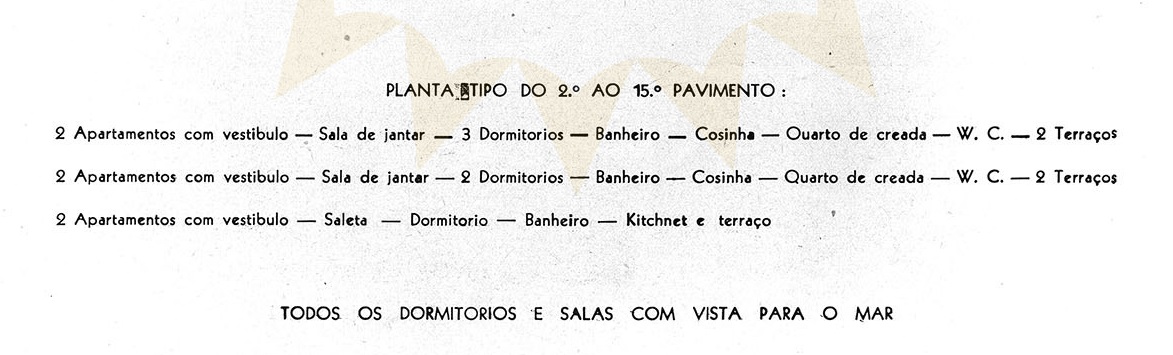 PLANTA TIPO DO 2.º AO 15.º PAVIMENTO :
2 Apartamentos com vestibulo — Sala de jantar — 3 Dormitorios — Banheiro — Cosinha — Ouarto de creada — W. C. — 2 Terraços
2 Apartamentos com vestibulo — Sala de jantar — 2 Dormitorios — Banheiro — Cosinha — Quarto de creada — W. C. — 2 Terraços
2 Apartamentos com vestibulo — Saleta — Dormitorio — Banheiro — Kitchnet e terraço
TODOS OS DORMITORIOS E SALAS COM VISTA PARA O MAR